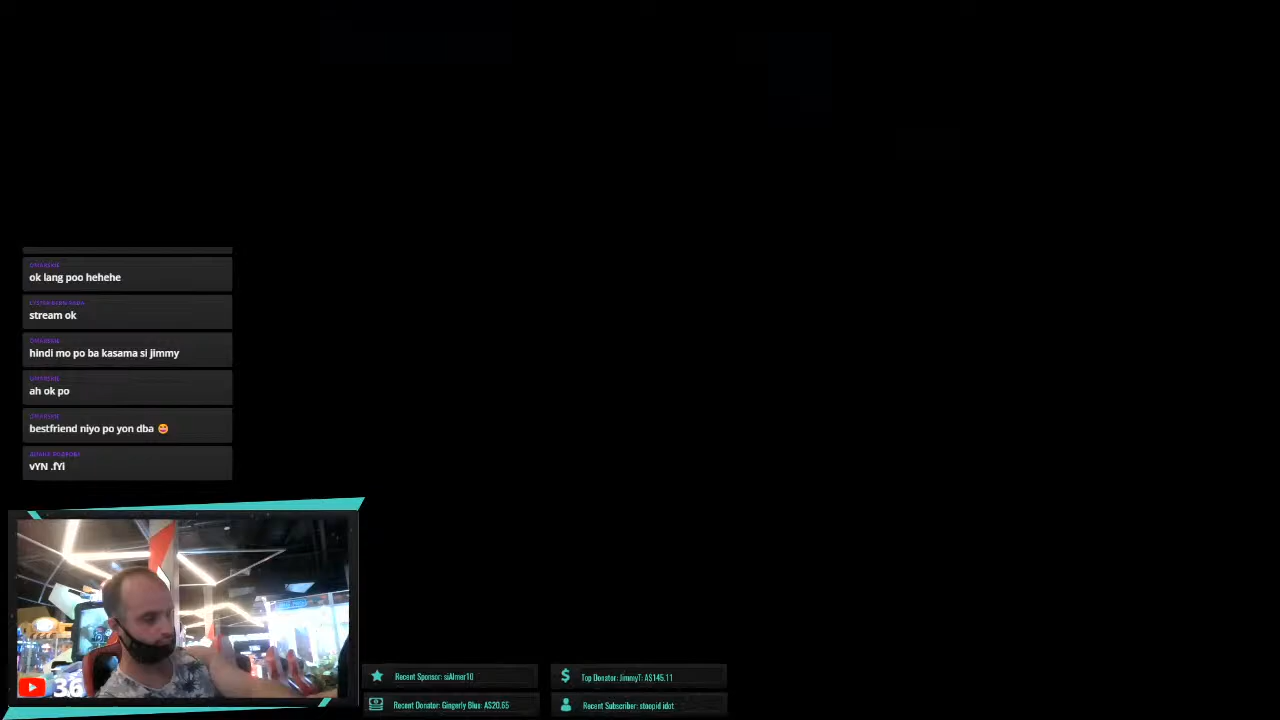 ok lang poo hehehe
stream ok
hindi mo po ba kasama si jimmy
ah ok po
bestfriend niyo po yon dba
vYN .fYi
36
Recent Sponsor: siAlmer10
Top Donator: JimmyT: A$145.11
Recent Donator: Gingerly Blue: A$20.65
Recent Subscriber: stoopid idot